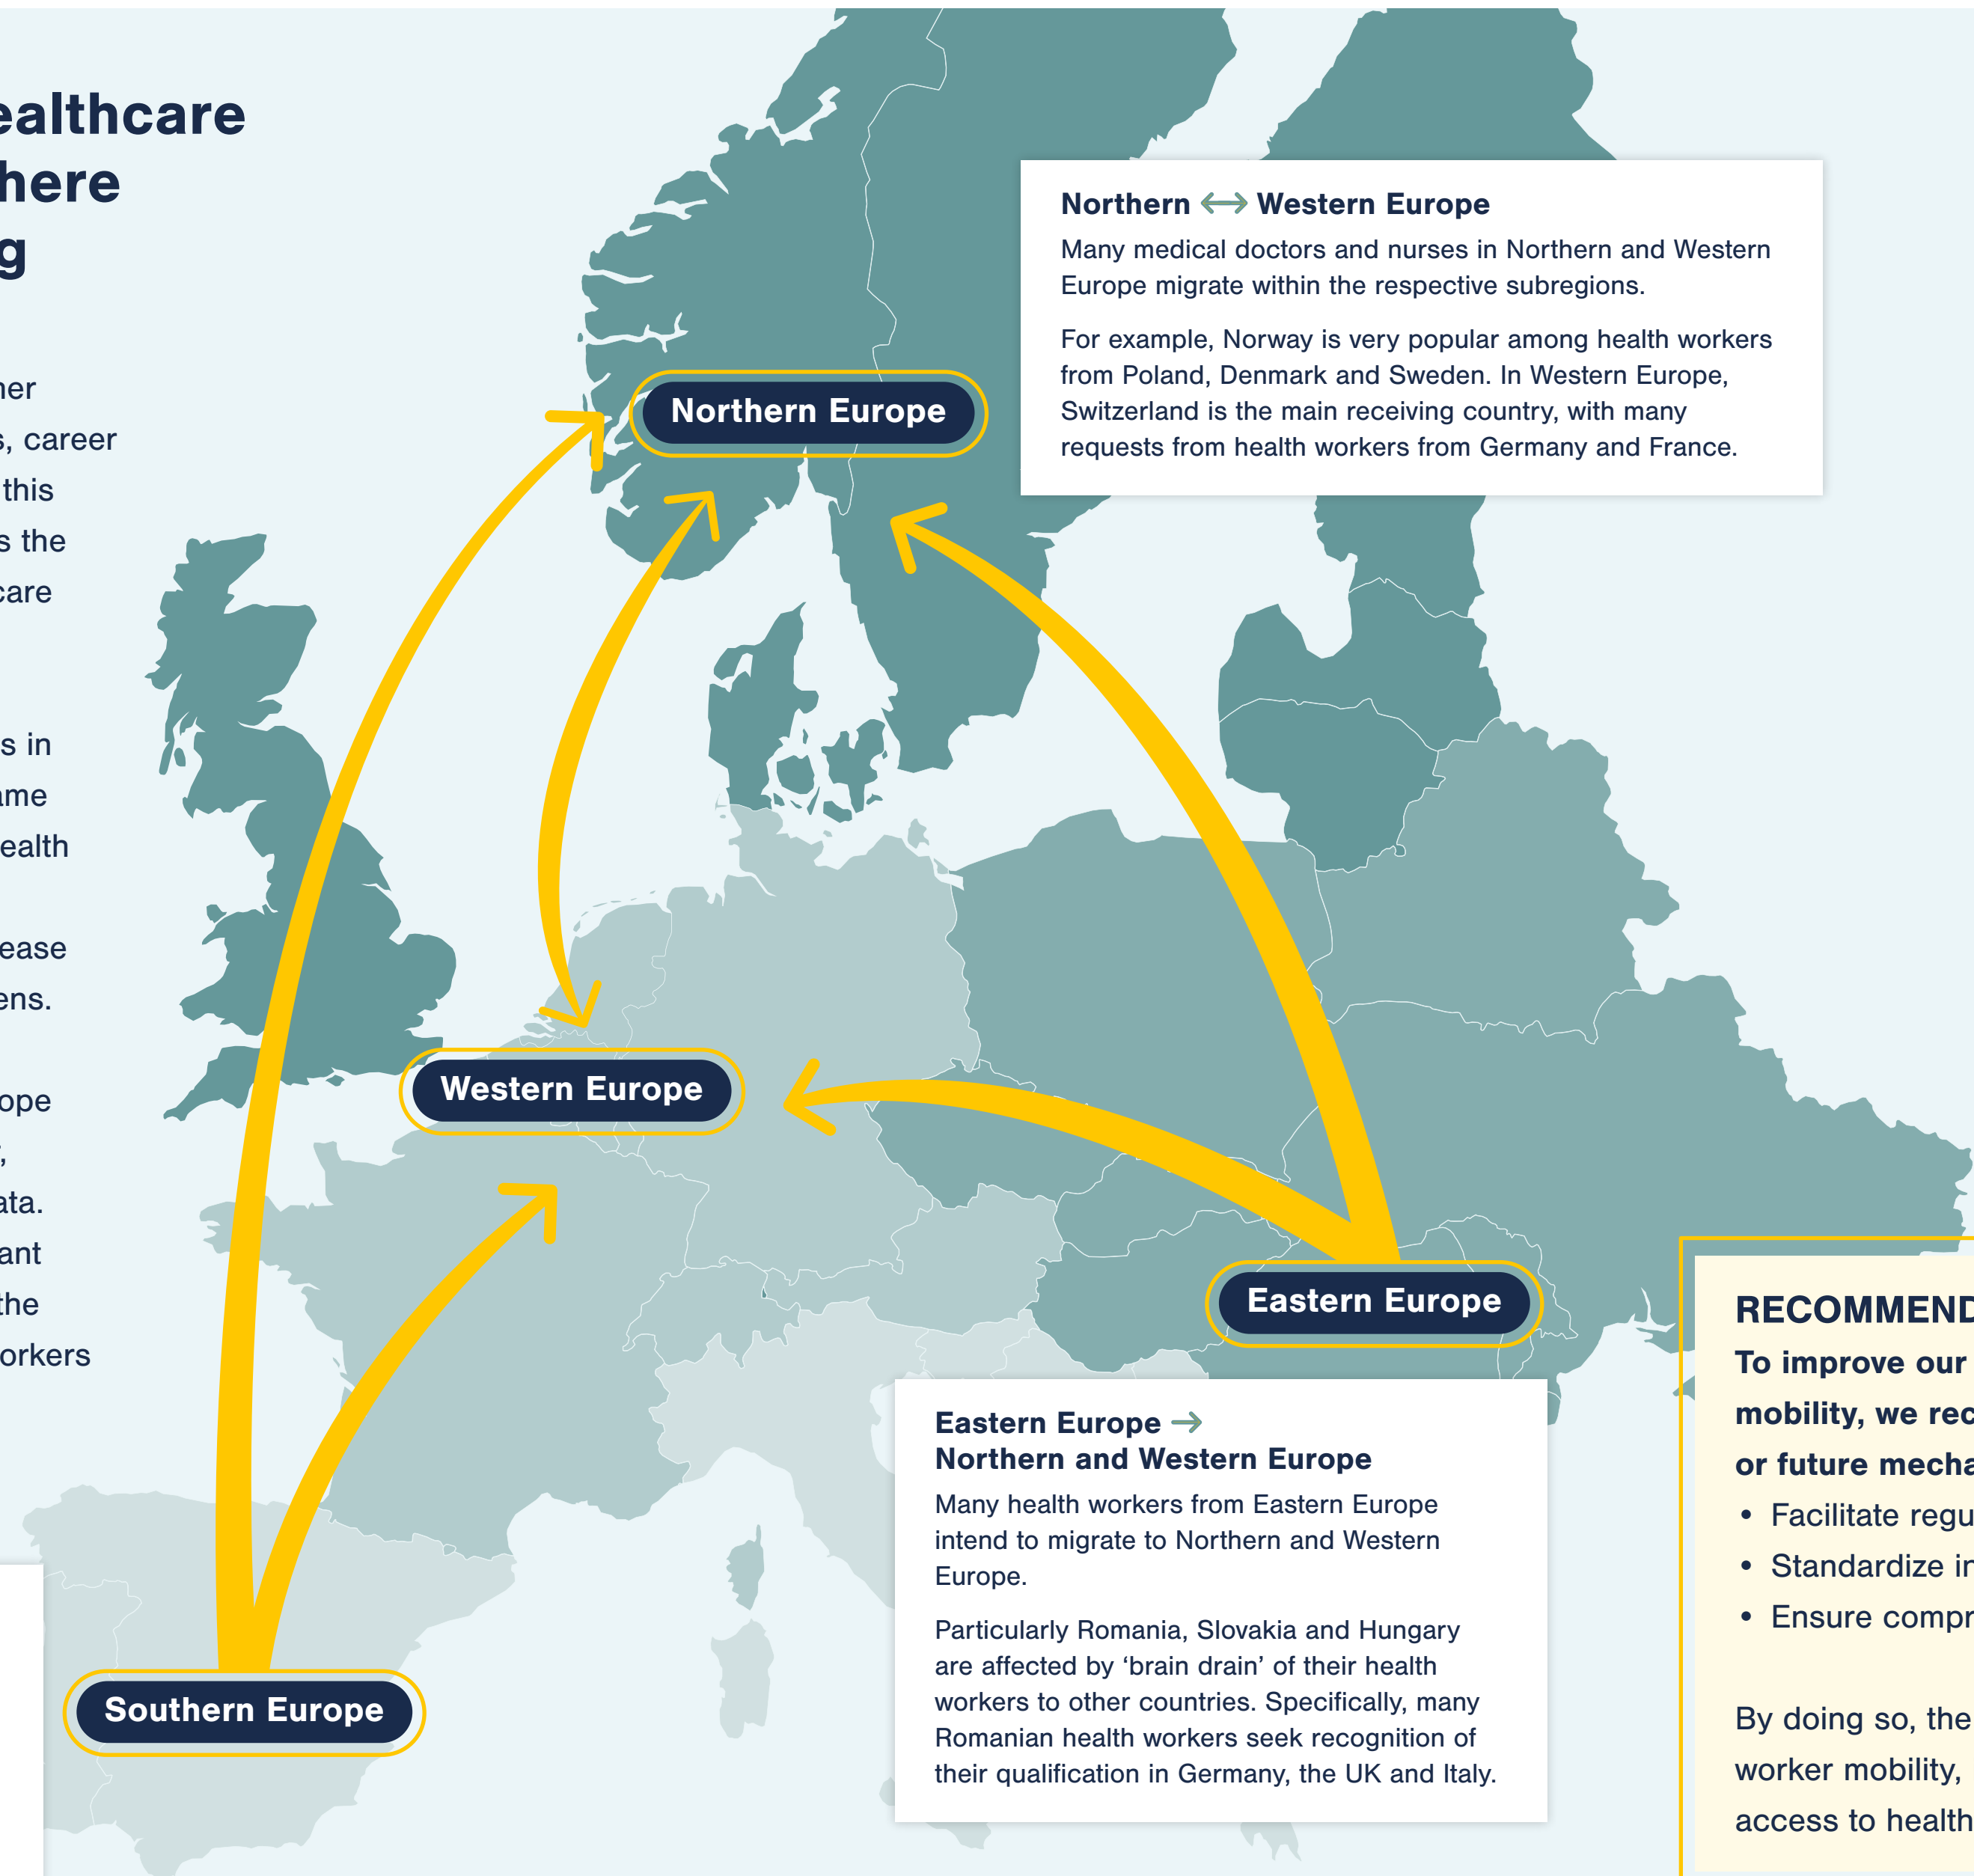 ealthcare
here
g
her
s, career
this
s the
care
s in
ame
ealth
ease
ens.
ope
ata.
ant
the
orkers
Northern ↔ Western Europe
Many medical doctors and nurses in Northern and Western
Europe migrate within the respective subregions.
For example, Norway is very popular among health workers
from Poland, Denmark and Sweden. In Western Europe,
Switzerland is the main receiving country, with many
requests from health workers from Germany and France.
Northern Europe
Western Europe
Eastern Europe
Southern Europe
Eastern Europe →
Northern and Western Europe
Many health workers from Eastern Europe
intend to migrate to Northern and Western
Europe.
Particularly Romania, Slovakia and Hungary
are affected by ‘brain drain’ of their health
workers to other countries. Specifically, many
Romanian health workers seek recognition of
their qualification in Germany, the UK and Italy.
RECOMMEND
To improve our
mobility, we rec
or future mecha
• Facilitate regu
• Standardize in
• Ensure compr
By doing so, the
worker mobility,
access to health